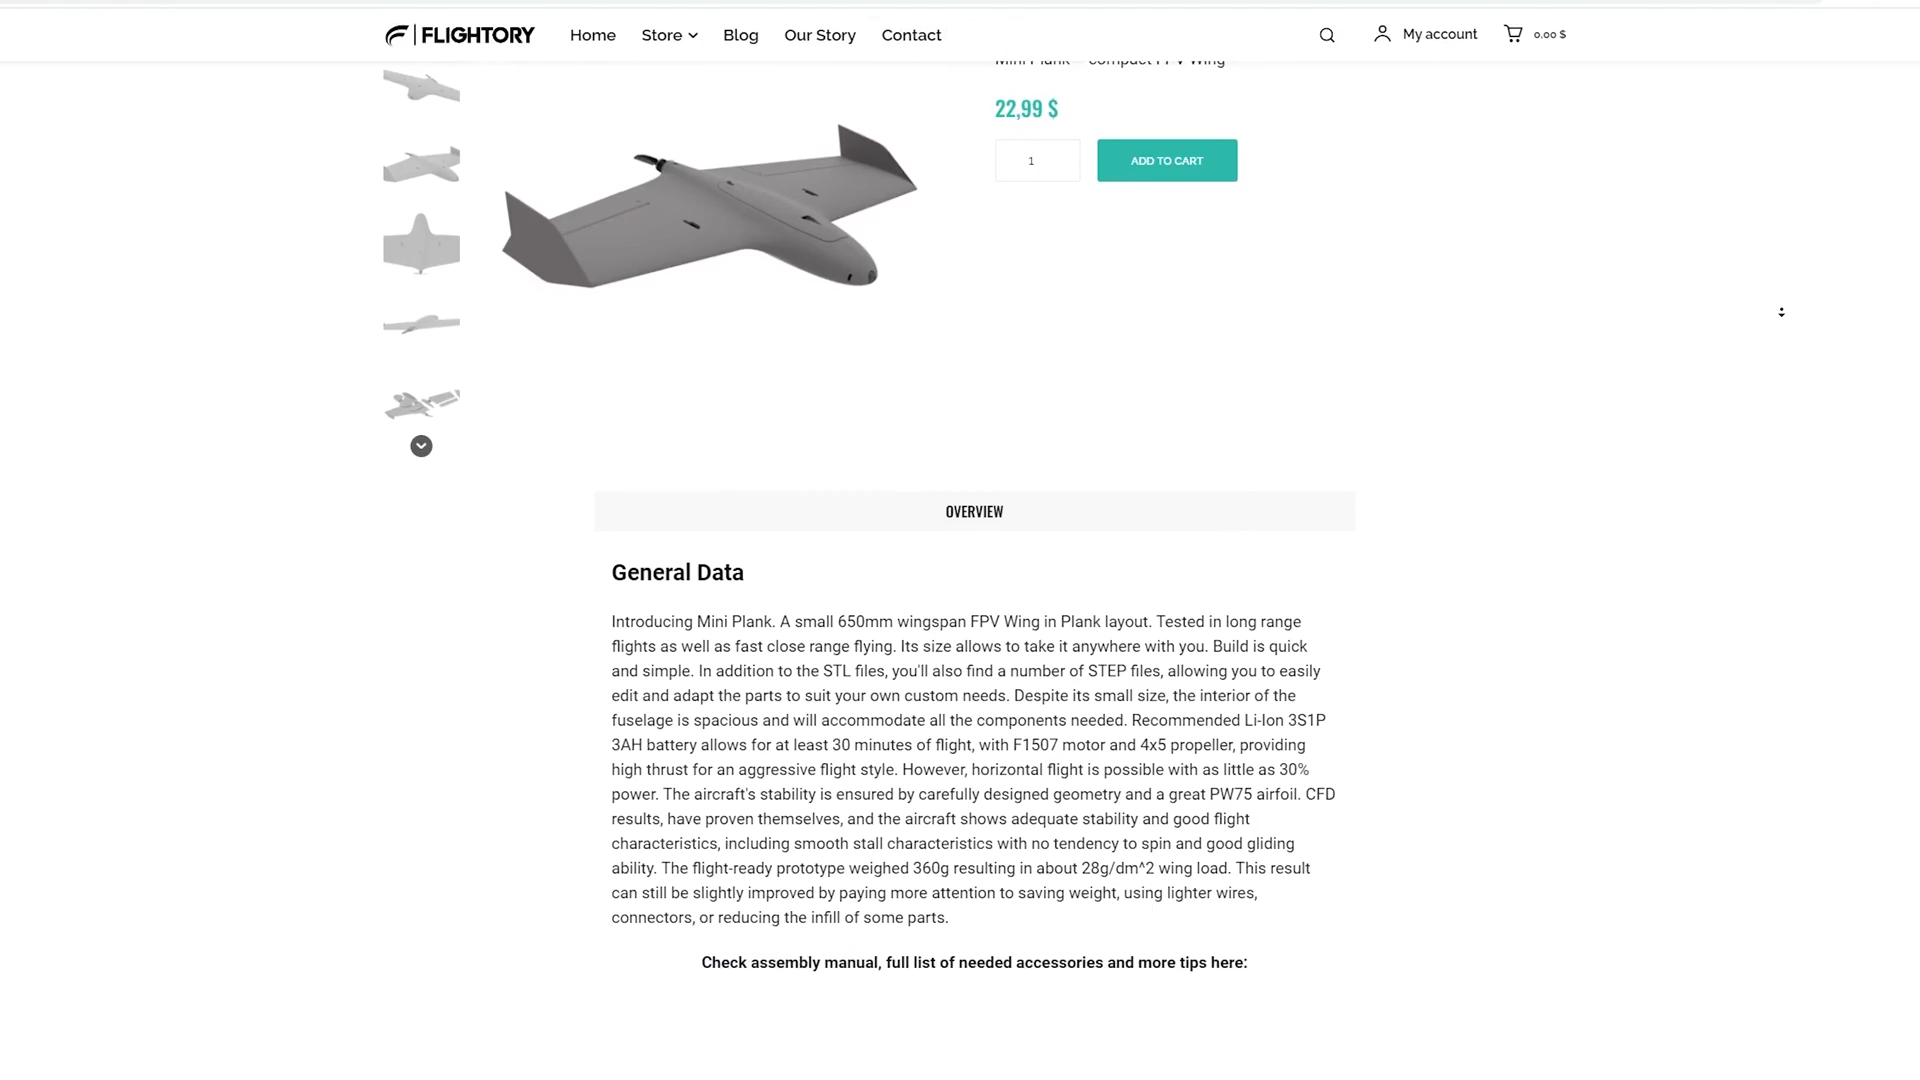 FLIGHTORY
Home
Store
Blog
Our Story
Contact
My account
0,00 $
Mini Plank – compact FPV Wing
22,99 $
1
ADD TO CART
OVERVIEW
General Data
Introducing Mini Plank. A small 650mm wingspan FPV Wing in Plank layout. Tested in long range
flights as well as fast close range flying. Its size allows to take it anywhere with you. Build is quick
and simple. In addition to the STL files, you'll also find a number of STEP files, allowing you to easily
edit and adapt the parts to suit your own custom needs. Despite its small size, the interior of the
fuselage is spacious and will accommodate all the components needed. Recommended Li-Ion 3S1P
3AH battery allows for at least 30 minutes of flight, with F1507 motor and 4x5 propeller, providing
high thrust for an aggressive flight style. However, horizontal flight is possible with as little as 30%
power. The aircraft's stability is ensured by carefully designed geometry and a great PW75 airfoil. CFD
results, have proven themselves, and the aircraft shows adequate stability and good flight
characteristics, including smooth stall characteristics with no tendency to spin and good gliding
ability. The flight-ready prototype weighed 360g resulting in about 28g/dm^2 wing load. This result
can still be slightly improved by paying more attention to saving weight, using lighter wires,
connectors, or reducing the infill of some parts.
Check assembly manual, full list of needed accessories and more tips here: